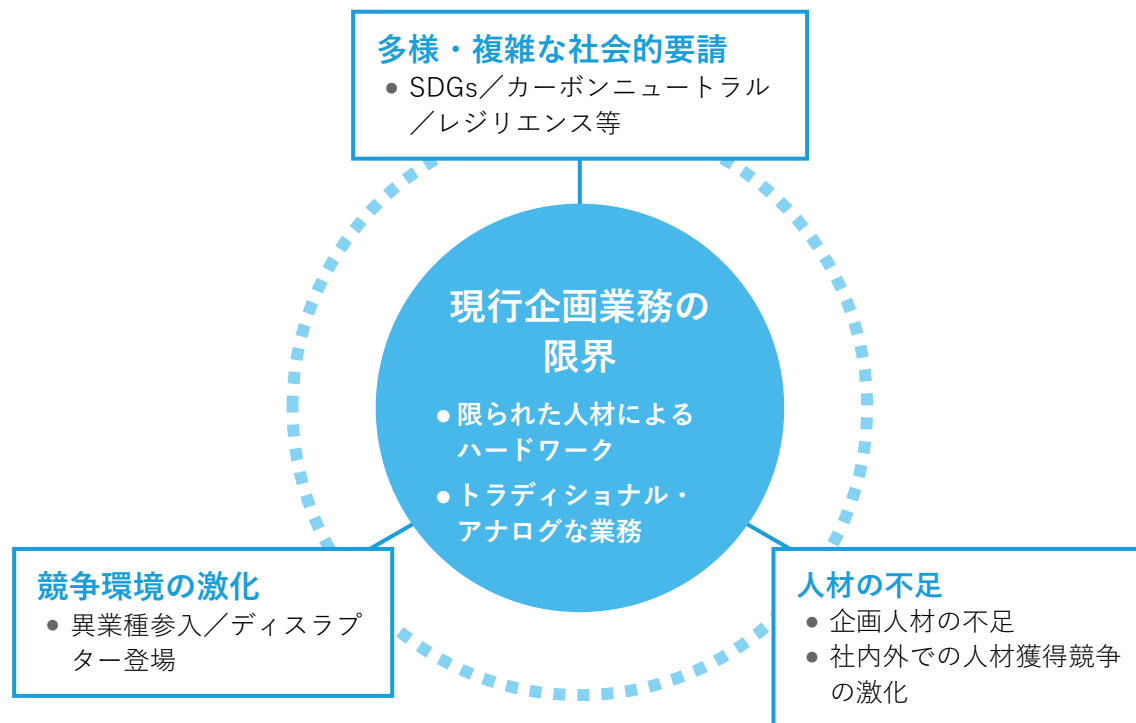 多様・複雑な社会的要請
● SDGs／カーボンニュートラル
／レジリエンス等
現行企画業務の
限界
● 限られた人材による
ハードワーク
● トラディショナル・
アナログな業務
競争環境の激化
● 異業種参入／ディスラプ
ター登場
人材の不足
● 企画人材の不足
● 社内外での人材獲得競争
の激化